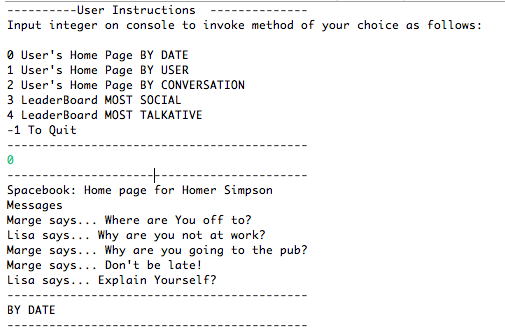 ----------User Instructions  --------------
Input integer on console to invoke method of your choice as follows:
0 User's Home Page BY DATE
1 User's Home Page BY USER
2 User's Home Page BY CONVERSATION
3 LeaderBoard MOST SOCIAL
4 LeaderBoard MOST TALKATIVE
-1 To Quit
-------------------------------------------
0
-------------------------------------------
Spacebook: Home page for Homer Simpson
Messages
Marge says... Where are You off to?
Lisa says... Why are you not at work?
Marge says... Why are you going to the pub?
Marge says... Don't be late!
Lisa says... Explain Yourself?
-------------------------------------------
BY DATE
-------------------------------------------